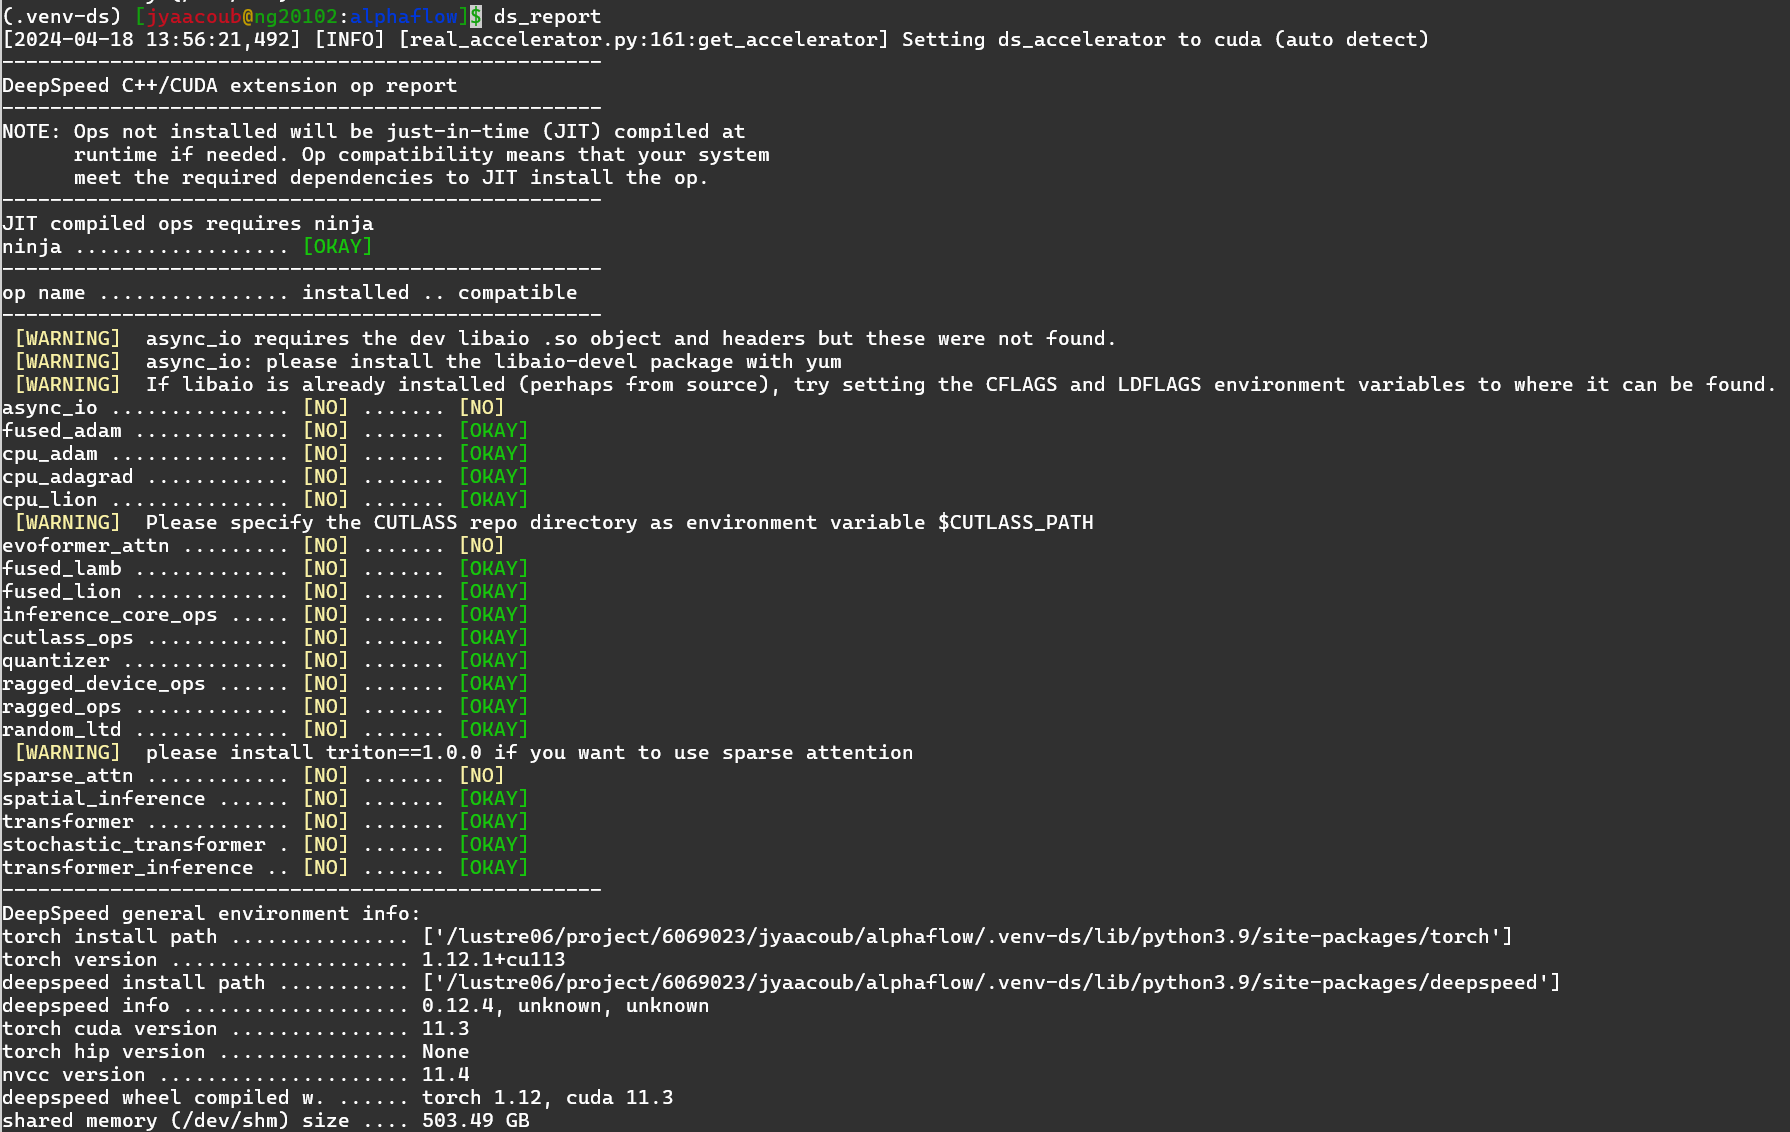 (.venv-ds) [jyaacoub@ng20102:alphaflow]$ ds_report
[2024-04-18 13:56:21,492] [INFO] [real_accelerator.py:161:get_accelerator] Setting ds_accelerator to cuda (auto detect)
--------------------------------------------------
DeepSpeed C++/CUDA extension op report
--------------------------------------------------
NOTE: Ops not installed will be just-in-time (JIT) compiled at
      runtime if needed. Op compatibility means that your system
      meet the required dependencies to JIT install the op.
--------------------------------------------------
JIT compiled ops requires ninja
ninja .................. [OKAY]
--------------------------------------------------
op name ................ installed .. compatible
--------------------------------------------------
 [WARNING]  async_io requires the dev libaio .so object and headers but these were not found.
 [WARNING]  async_io: please install the libaio-devel package with yum
 [WARNING]  If libaio is already installed (perhaps from source), try setting the CFLAGS and LDFLAGS environment variables to where it can be found.
async_io ............... [NO] ....... [NO]
fused_adam ............. [NO] ....... [OKAY]
cpu_adam ............... [NO] ....... [OKAY]
cpu_adagrad ............ [NO] ....... [OKAY]
cpu_lion ............... [NO] ....... [OKAY]
 [WARNING]  Please specify the CUTLASS repo directory as environment variable $CUTLASS_PATH
evoformer_attn ......... [NO] ....... [NO]
fused_lamb ............. [NO] ....... [OKAY]
fused_lion ............. [NO] ....... [OKAY]
inference_core_ops ..... [NO] ....... [OKAY]
cutlass_ops ............ [NO] ....... [OKAY]
quantizer .............. [NO] ....... [OKAY]
ragged_device_ops ...... [NO] ....... [OKAY]
ragged_ops ............. [NO] ....... [OKAY]
random_ltd ............. [NO] ....... [OKAY]
 [WARNING]  please install triton==1.0.0 if you want to use sparse attention
sparse_attn ............ [NO] ....... [NO]
spatial_inference ...... [NO] ....... [OKAY]
transformer ............ [NO] ....... [OKAY]
stochastic_transformer . [NO] ....... [OKAY]
transformer_inference .. [NO] ....... [OKAY]
--------------------------------------------------
DeepSpeed general environment info:
torch install path ............... ['/lustre06/project/6069023/jyaacoub/alphaflow/.venv-ds/lib/python3.9/site-packages/torch']
torch version .................... 1.12.1+cu113
deepspeed install path ........... ['/lustre06/project/6069023/jyaacoub/alphaflow/.venv-ds/lib/python3.9/site-packages/deepspeed']
deepspeed info ................... 0.12.4, unknown, unknown
torch cuda version ............... 11.3
torch hip version ................ None
nvcc version ..................... 11.4
deepspeed wheel compiled w. ...... torch 1.12, cuda 11.3
shared memory (/dev/shm) size .... 503.49 GB